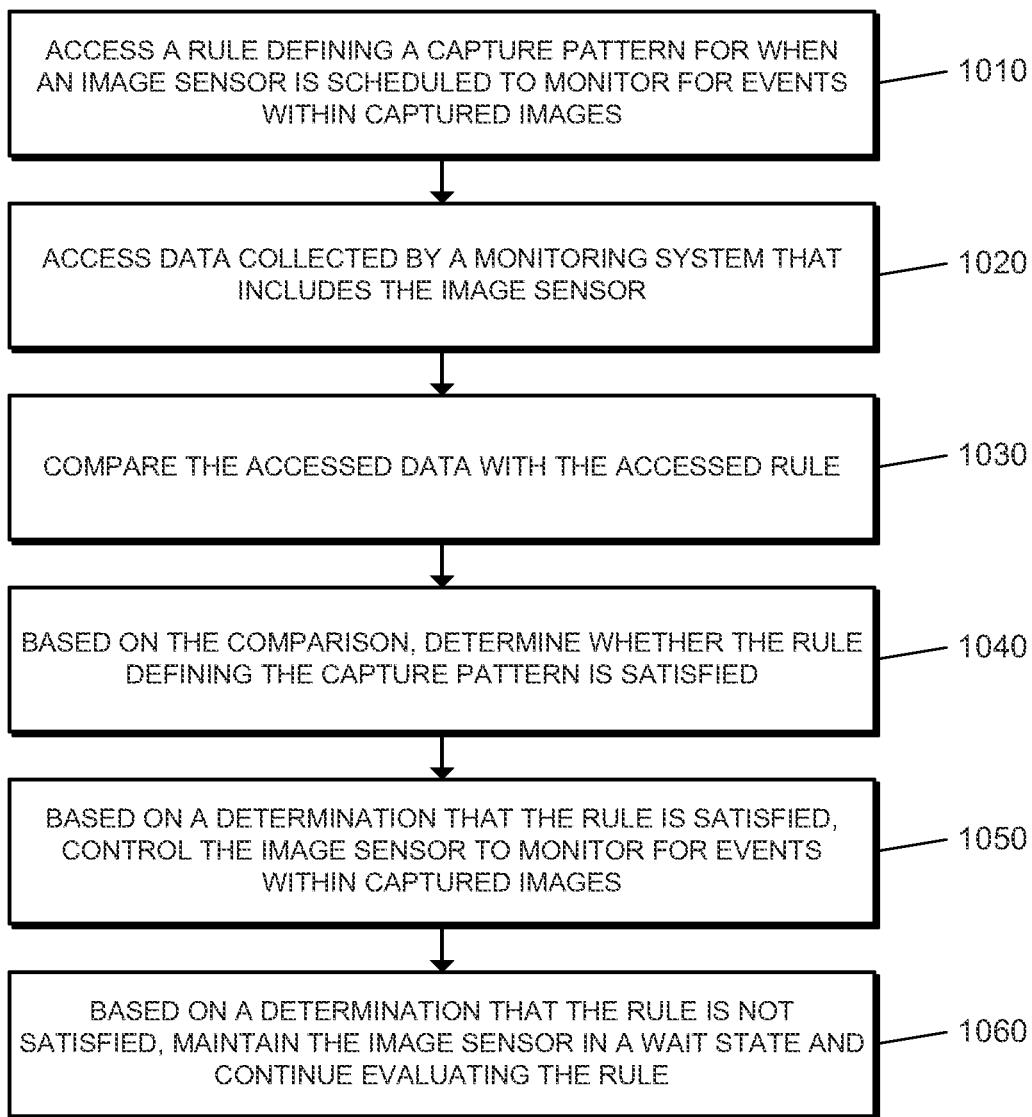 ACCESS A RULE DEFINING A CAPTURE PATTERN FOR WHEN
AN IMAGE SENSOR IS SCHEDULED TO MONITOR FOR EVENTS
WITHIN CAPTURED IMAGES
1010
ACCESS DATA COLLECTED BY A MONITORING SYSTEM THAT
INCLUDES THE IMAGE SENSOR
1020
COMPARE THE ACCESSED DATA WITH THE ACCESSED RULE
1030
BASED ON THE COMPARISON, DETERMINE WHETHER THE RULE
DEFINING THE CAPTURE PATTERN IS SATISFIED
1040
BASED ON A DETERMINATION THAT THE RULE IS SATISFIED,
CONTROL THE IMAGE SENSOR TO MONITOR FOR EVENTS
WITHIN CAPTURED IMAGES
1050
BASED ON A DETERMINATION THAT THE RULE IS NOT
SATISFIED, MAINTAIN THE IMAGE SENSOR IN A WAIT STATE AND
CONTINUE EVALUATING THE RULE
1060